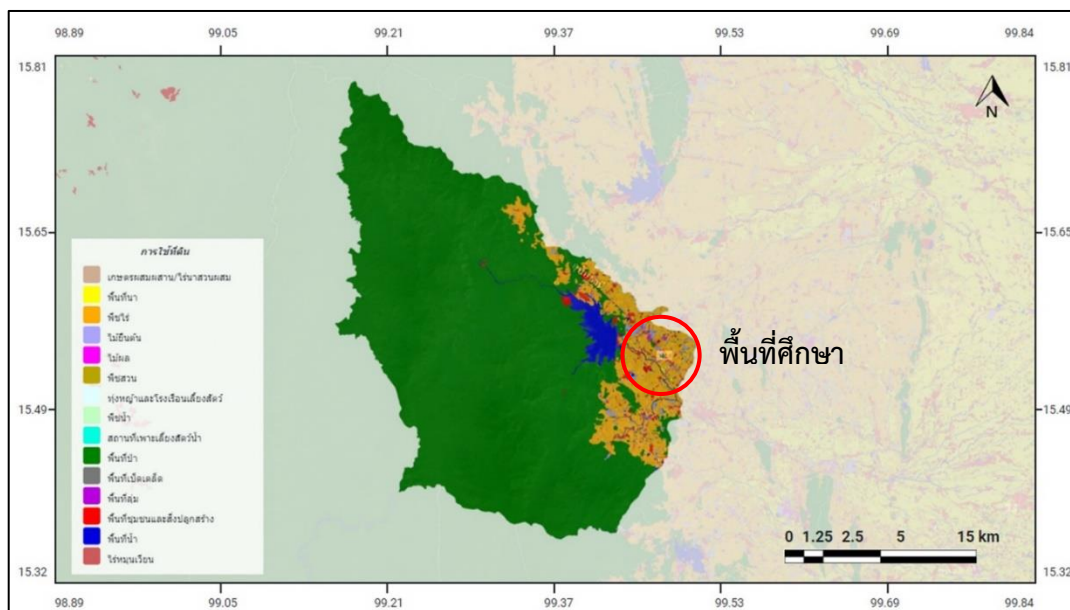 98.89 99.05 99.21 99.37 99.53 99.69 99.84
15.81 15.81
N
15.65 15.65
การใช้ที่ดิน
เกษตรผสมผสาน/ไร่นาสวนผสม
พื้นที่นา
พืชไร่
ไม้ยืนต้น
ไม้ผล
พืชสวน
ทุ่งหญ้าและโรงเรือนเลี้ยงสัตว์
พืชน้ำ
สถานที่เพาะเลี้ยงสัตว์น้ำ
พื้นที่ป่า
พื้นที่เบ็ดเตล็ด
พื้นที่ลุ่ม
พื้นที่ชุมชนและสิ่งปลูกสร้าง
พื้นที่น้ำ
ไร่หมุนเวียน
พื้นที่ศึกษา
15.49 15.49
0 1.25 2.5 5 15 km
15.32 15.32
98.89 99.05 99.21 99.37 99.53 99.69 99.84